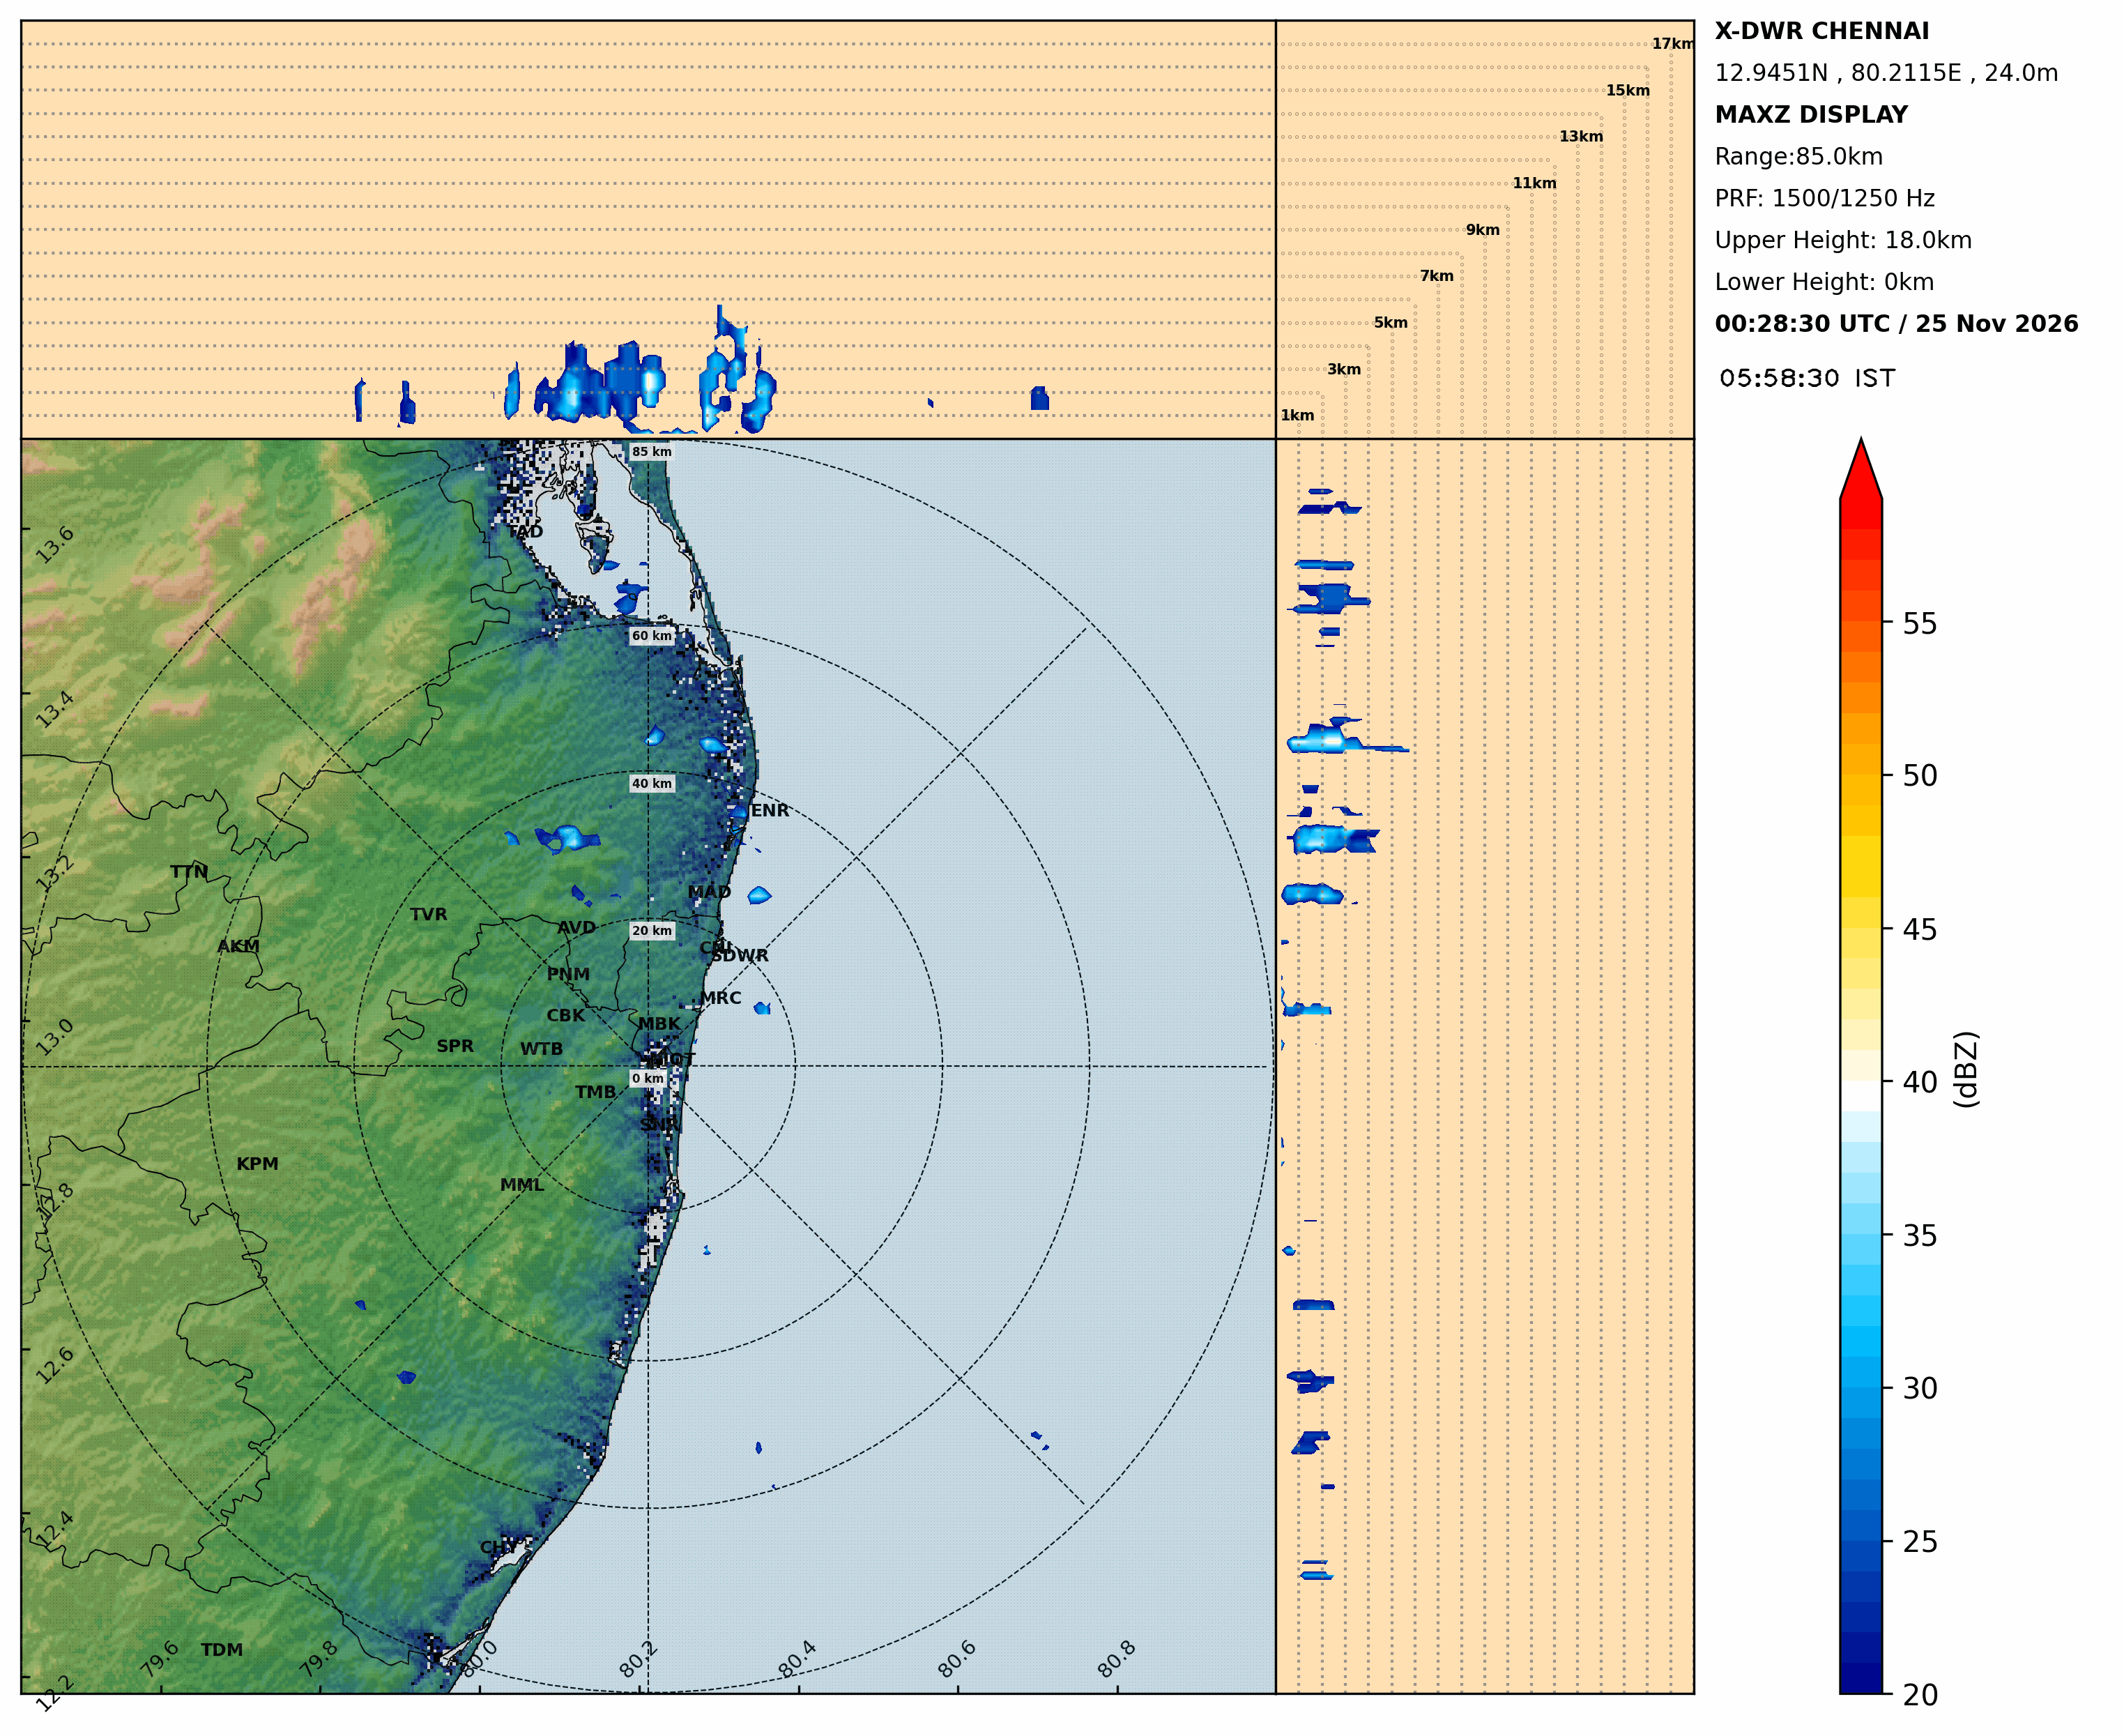 X-DWR CHENNAI
12.9451N , 80.2115E , 24.0m
MAXZ DISPLAY
Range:85.0km
PRF: 1500/1250 Hz
Upper Height: 18.0km
Lower Height: 0km
00:28:30 UTC / 25 Nov 2026
05:58:30 IST
17km
15km
13km
11km
9km
7km
5km
3km
1km
85 km
TAD
13.6
60 km
13.4
40 km
ENR
13.2
TTN
MAD
TVR
AVD
20 km
AKM
CNI
SDWR
PNM
MRC
CBK
MBK
13.0
SPR
WTB
0 km
TMB
SNR
KPM
MML
12.8
12.6
12.4
CHY
TDM
12.2
79.6
79.8
80.0
80.2
80.4
80.6
80.8
55
50
45
40
35
30
25
20
(dBZ)